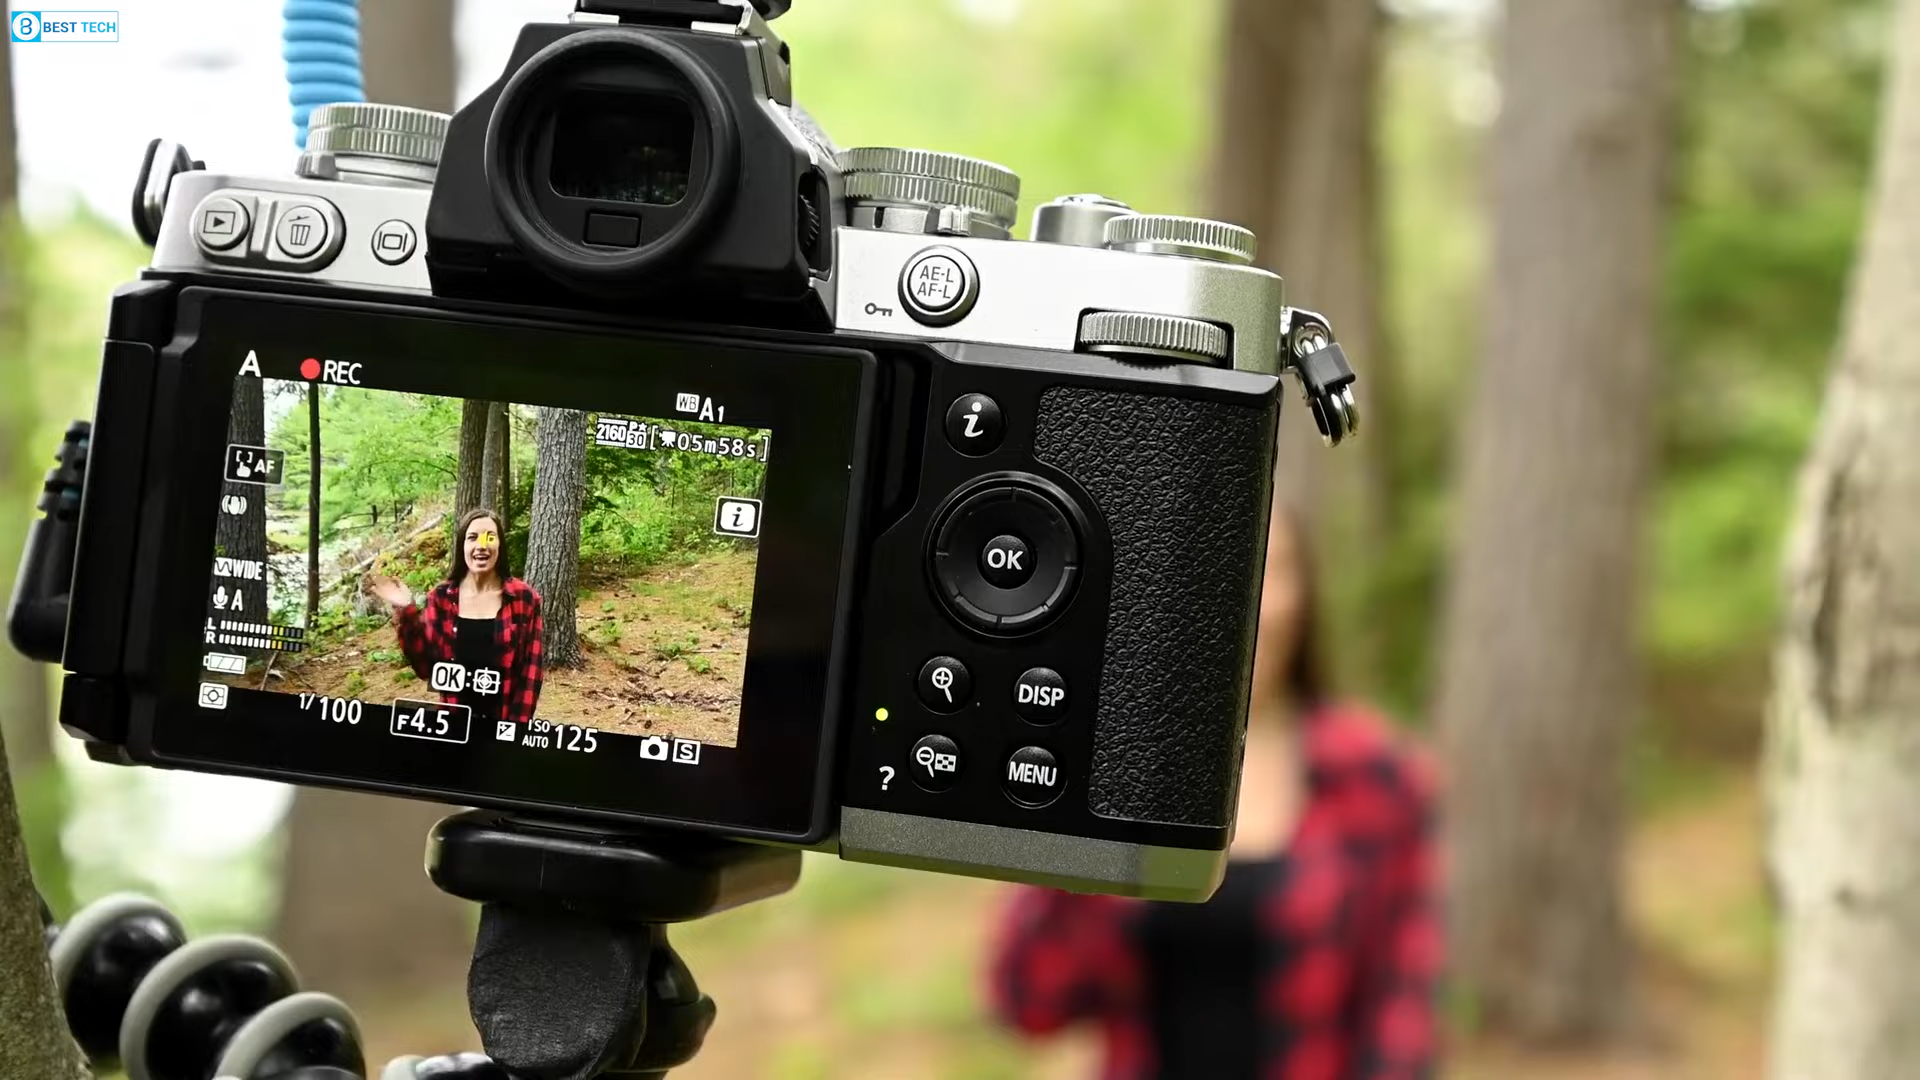 BEST TECH
A
REC
WB A1
2160 30 [05m58s]
AF
i
WIDE
A
L
R
OK:
1/100
F4.5
ISO
AUTO 125
S
AE-L
AF-L
i
OK
DISP
?
MENU